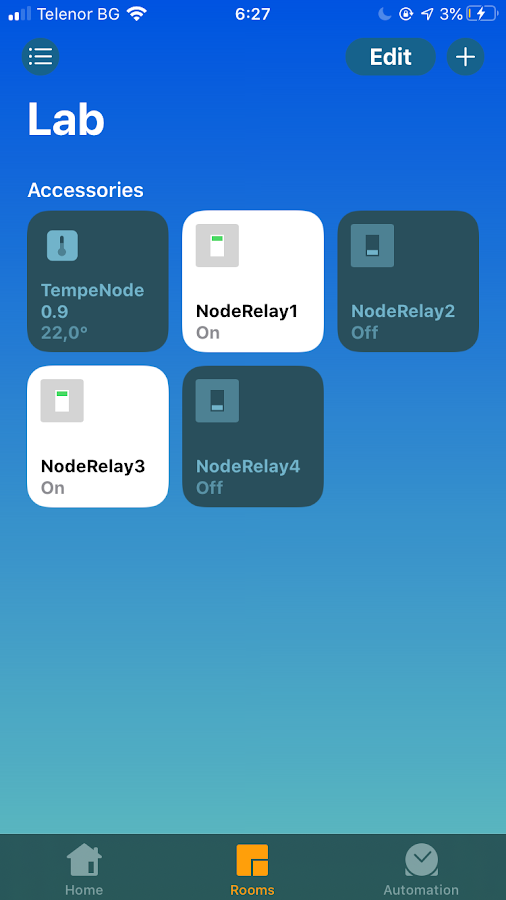 Telenor BG 6:27 3%
Edit
Lab
Accessories
TempeNode
0.9
22,0°
NodeRelay1
On
NodeRelay2
Off
NodeRelay3
On
NodeRelay4
Off
Home Rooms Automation